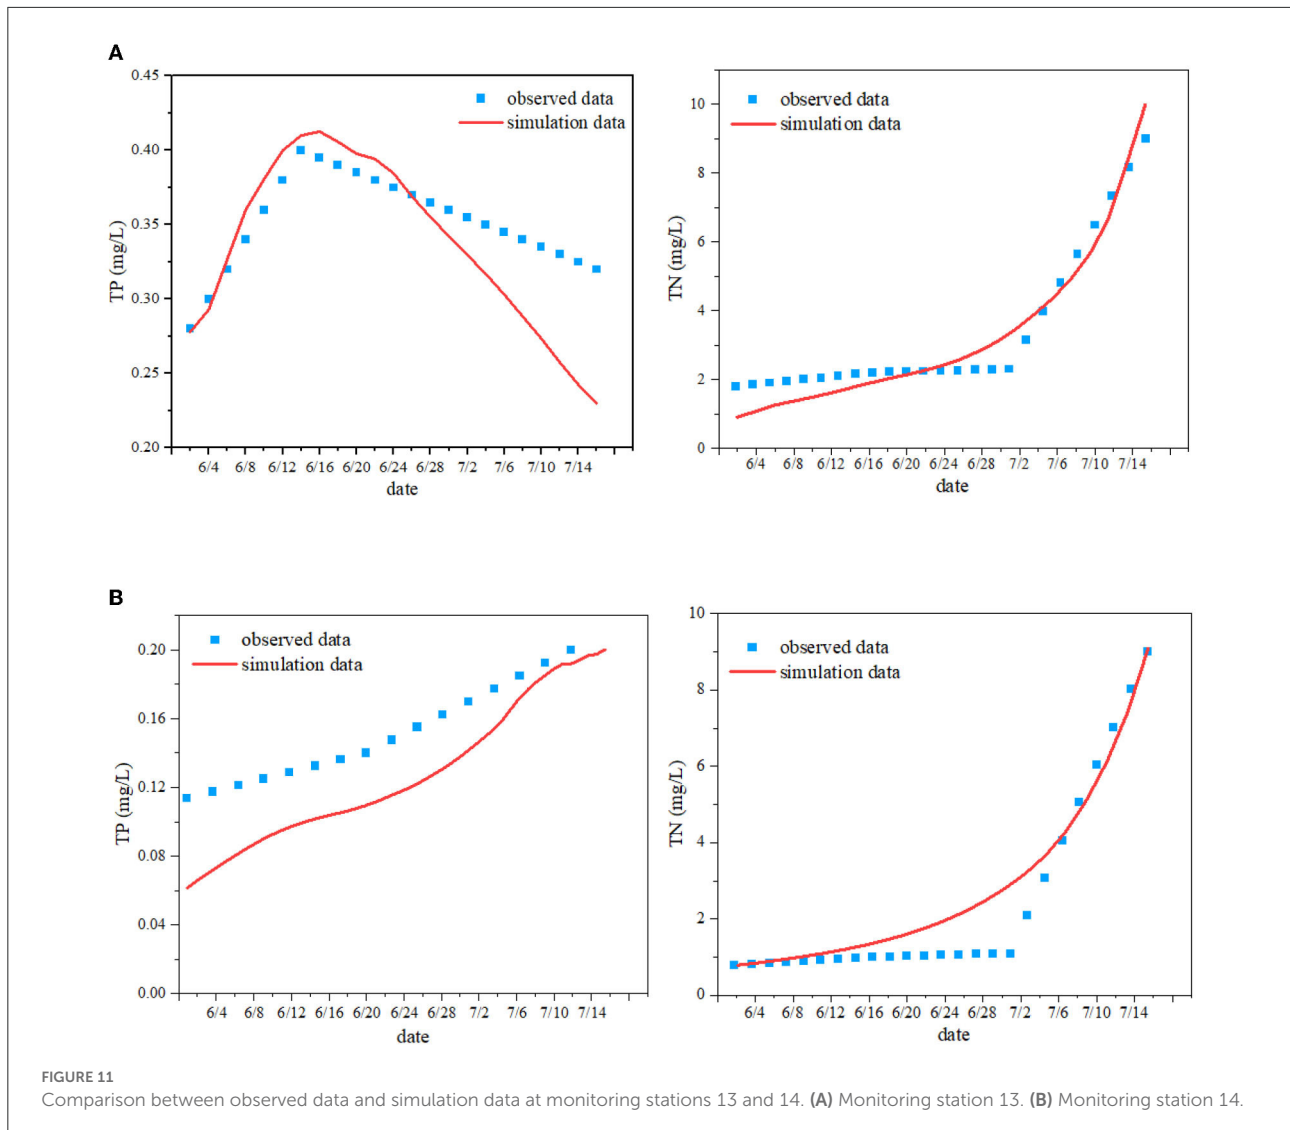 A
0.45
0.40
0.35
0.30
0.25
0.20
TP (mg/L)
observed data
simulation data
6/4 6/8 6/12 6/16 6/20 6/24 6/28 7/2 7/6 7/10 7/14
date
10
8
6
4
2
0
TN (mg/L)
observed data
simulation data
6/4 6/8 6/12 6/16 6/20 6/24 6/28 7/2 7/6 7/10 7/14
date
B
0.20
0.16
0.12
0.08
0.04
0.00
TP (mg/L)
observed data
simulation data
6/4 6/8 6/12 6/16 6/20 6/24 6/28 7/2 7/6 7/10 7/14
date
10
8
6
4
2
0
TN (mg/L)
observed data
simulation data
6/4 6/8 6/12 6/16 6/20 6/24 6/28 7/2 7/6 7/10 7/14
date
FIGURE 11
Comparison between observed data and simulation data at monitoring stations 13 and 14. (A) Monitoring station 13. (B) Monitoring station 14.